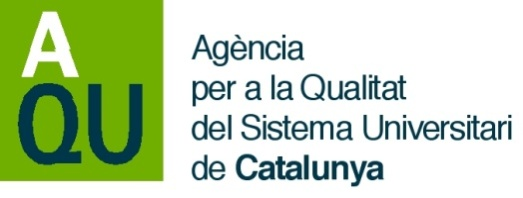 A
QU
Agència
per a la Qualitat
del Sistema Universitari
de Catalunya